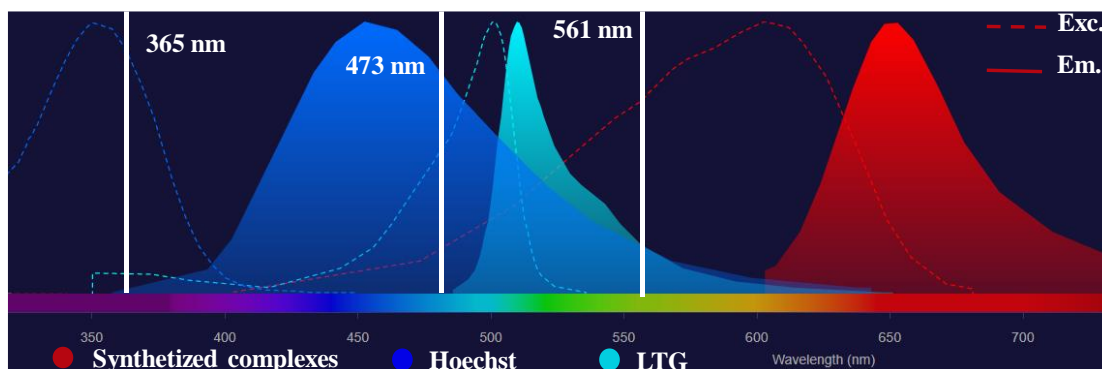 365 nm
473 nm
561 nm
Exc.
Em.
350 400 450 500 550 600 650 700
Wavelength (nm)
Synthetized complexes Hoechst LTG